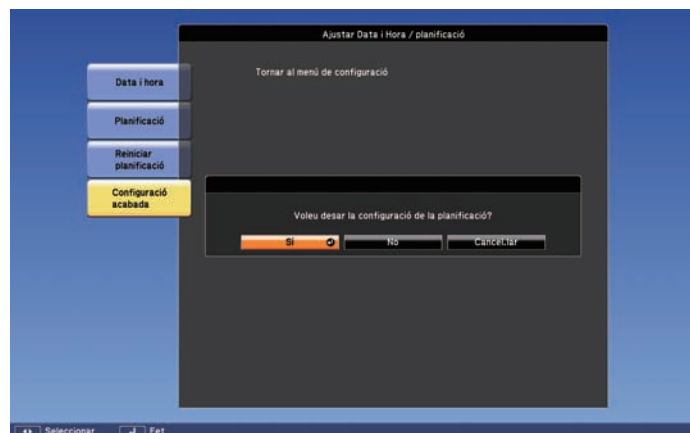 Ajustar Data i Hora / planificació
Tornar al menú de configuració
Data i hora
Planificació
Reiniciar
planificació
Configuració
acabada
Voleu desar la configuració de la planificació?
Sí No Cancel.lar
Seleccionar Fet